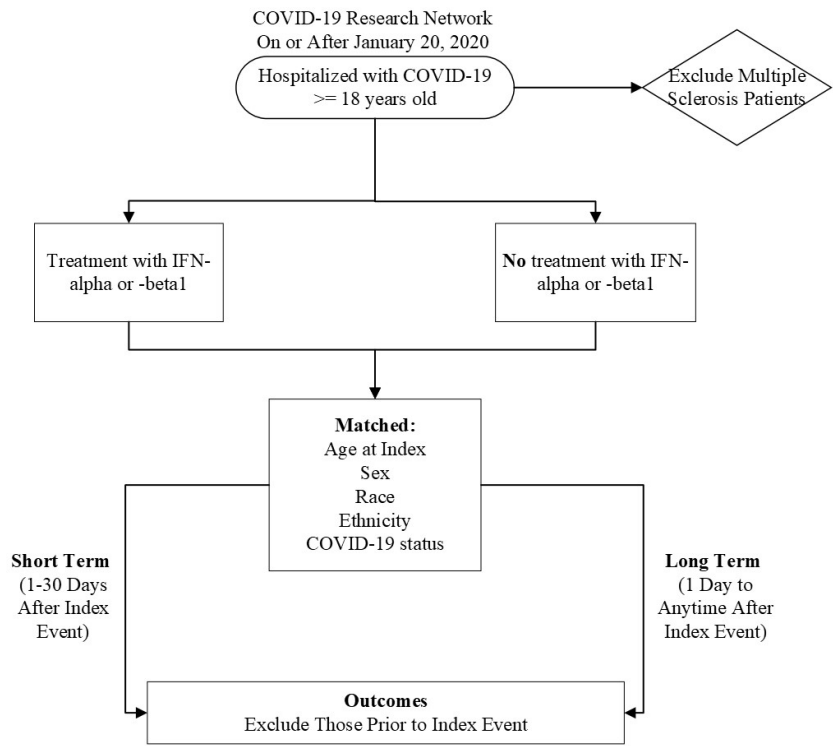 COVID-19 Research Network
On or After January 20, 2020
Hospitalized with COVID-19
>= 18 years old
Exclude Multiple
Sclerosis Patients
Treatment with IFN-
alpha or -beta1
No treatment with IFN-
alpha or -beta1
Matched:
Age at Index
Sex
Race
Ethnicity
COVID-19 status
Short Term
(1-30 Days
After Index
Event)
Long Term
(1 Day to
Anytime After
Index Event)
Outcomes
Exclude Those Prior to Index Event